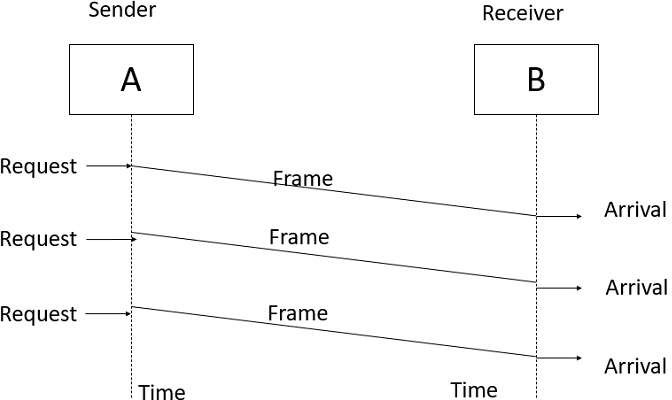 Sender
Receiver
A
B
Request
Frame
Arrival
Request
Frame
Arrival
Request
Frame
Arrival
Time
Time